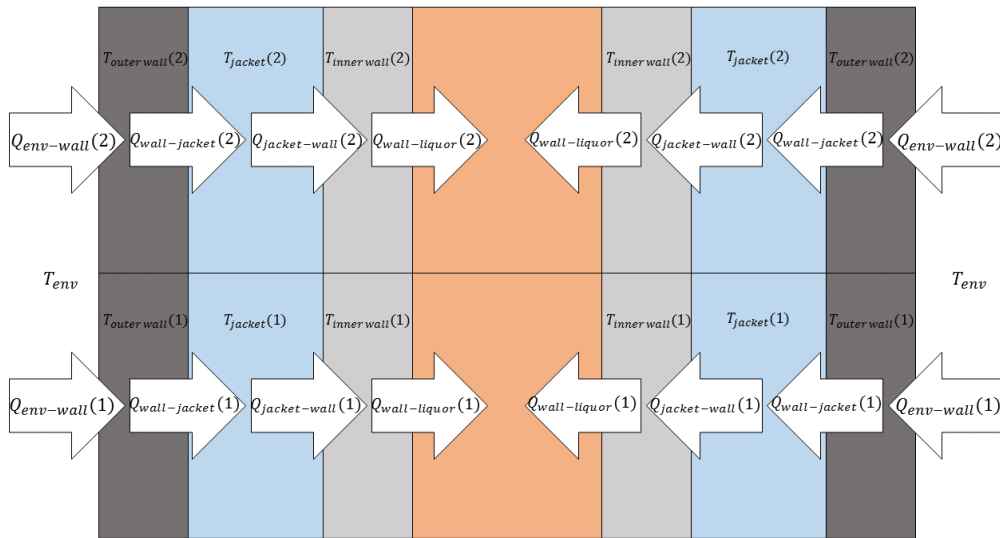 T_outer wall(2) T_jacket(2) T_inner wall(2) T_inner wall(2) T_jacket(2) T_outer wall(2)
Q_env−wall(2) Q_wall−jacket(2) Q_jacket−wall(2) Q_wall−liquor(2) Q_wall−liquor(2) Q_jacket−wall(2) Q_wall−jacket(2) Q_env−wall(2)
T_env T_env
T_outer wall(1) T_jacket(1) T_inner wall(1) T_inner wall(1) T_jacket(1) T_outer wall(1)
Q_env−wall(1) Q_wall−jacket(1) Q_jacket−wall(1) Q_wall−liquor(1) Q_wall−liquor(1) Q_jacket−wall(1) Q_wall−jacket(1) Q_env−wall(1)